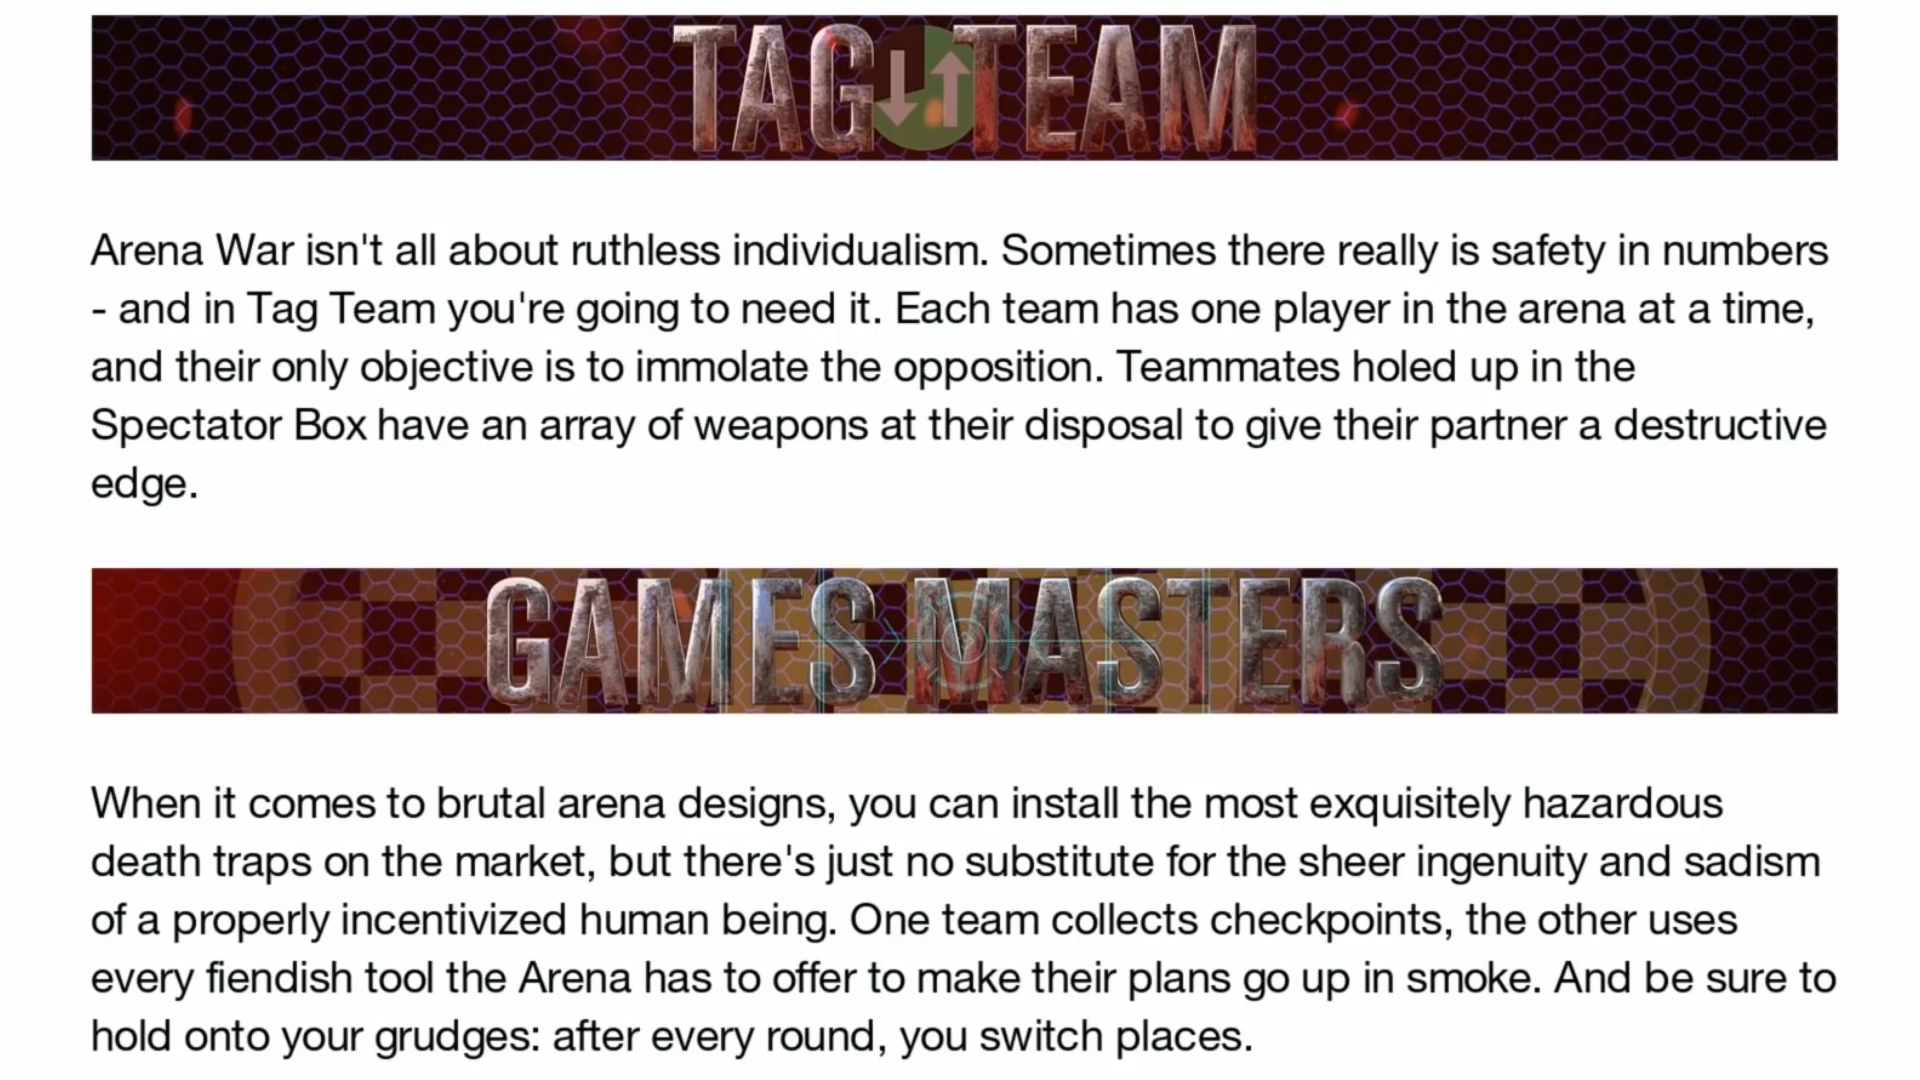 TAG TEAM
Arena War isn't all about ruthless individualism. Sometimes there really is safety in numbers
- and in Tag Team you're going to need it. Each team has one player in the arena at a time,
and their only objective is to immolate the opposition. Teammates holed up in the
Spectator Box have an array of weapons at their disposal to give their partner a destructive
edge.
GAMES MASTERS
When it comes to brutal arena designs, you can install the most exquisitely hazardous
death traps on the market, but there's just no substitute for the sheer ingenuity and sadism
of a properly incentivized human being. One team collects checkpoints, the other uses
every fiendish tool the Arena has to offer to make their plans go up in smoke. And be sure to
hold onto your grudges: after every round, you switch places.